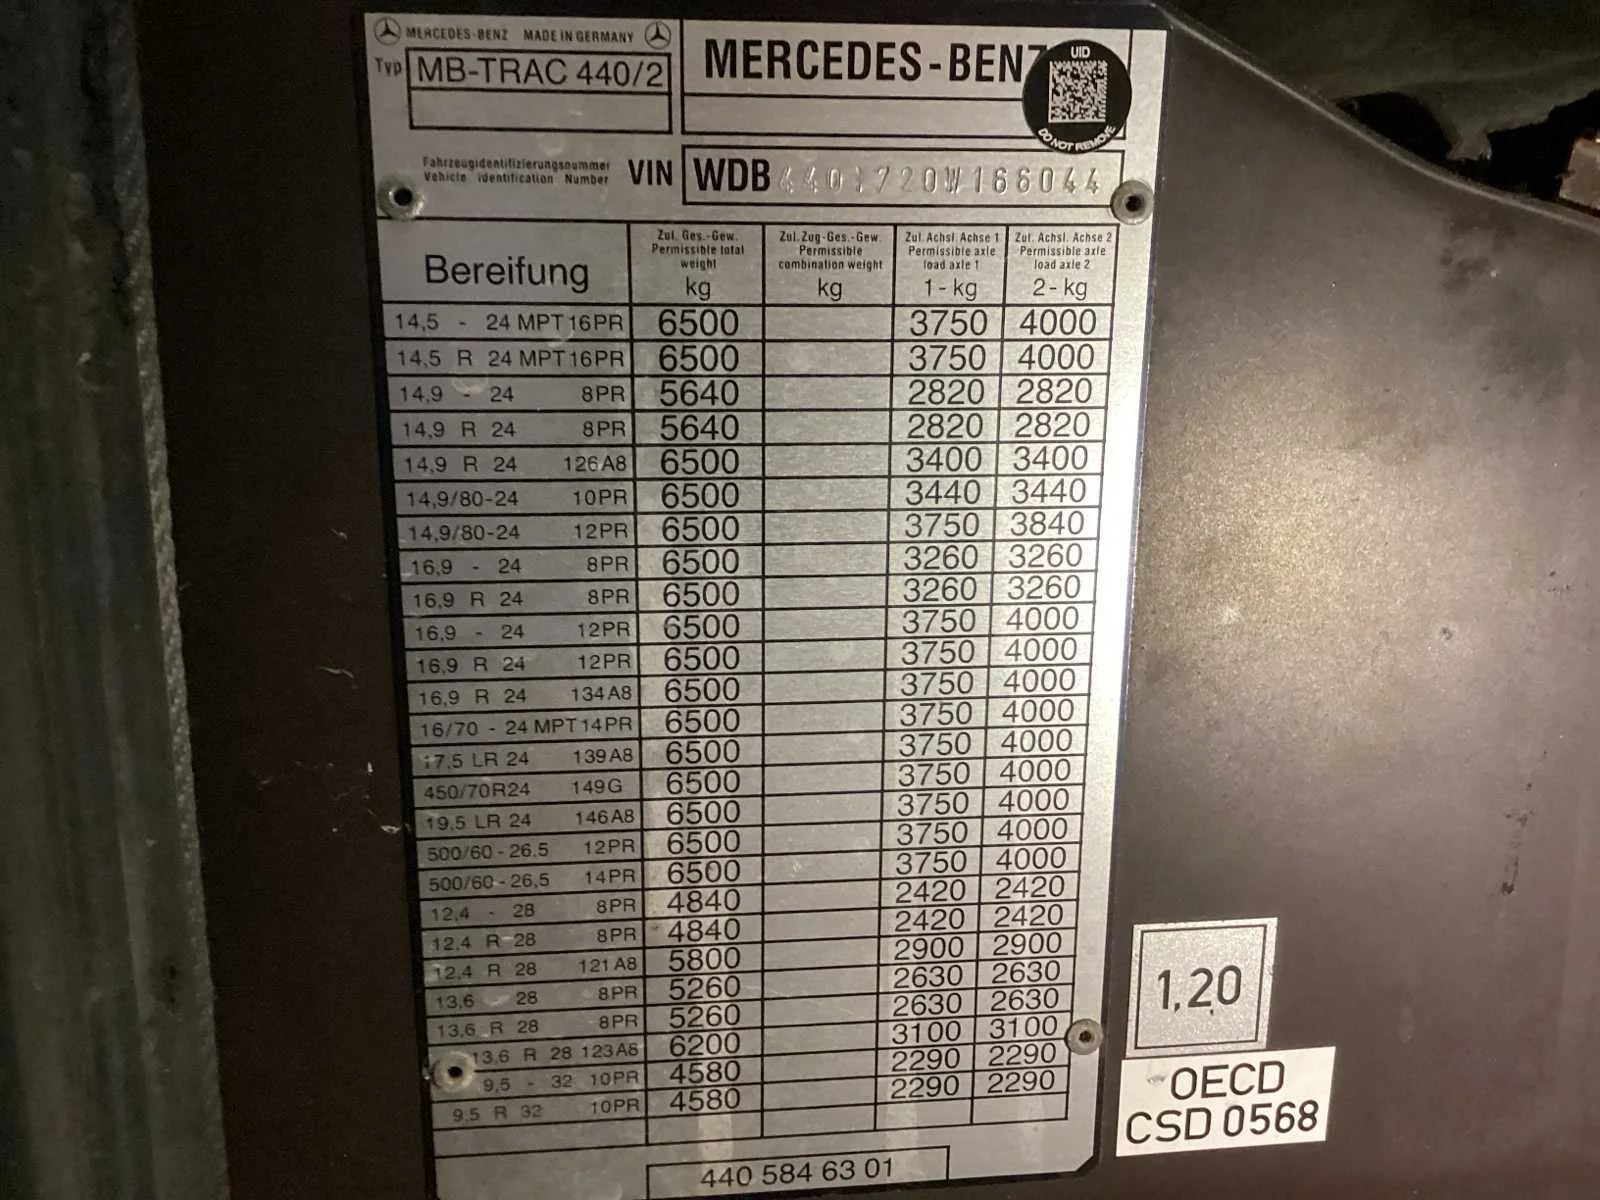 MERCEDES-BENZ MADE IN GERMANY
Typ MB-TRAC 440/2
MERCEDES-BENZ
UID
DO NOT REMOVE
Fahrzeugidentifizierungsnummer
Vehicle identification Number
VIN WDB 166044
Bereifung
Zul. Ges.-Gew.
Permissible total
weight
kg
Zul. Zug-Ges.-Gew.
Permissible
combination weight
kg
Zul. Achsl. Achse 1
Permissible axle
load axle 1
1 - kg
Zul. Achsl. Achse 2
Permissible axle
load axle 2
2 - kg
14,5 - 24 MPT 16PR 6500 3750 4000
14,5 R 24 MPT 16PR 6500 3750 4000
14,9 - 24 8PR 5640 2820 2820
14,9 R 24 8PR 5640 2820 2820
14,9 R 24 126A8 6500 3400 3400
14,9/80-24 10PR 6500 3440 3440
14,9/80-24 12PR 6500 3750 3840
16,9 - 24 8PR 6500 3260 3260
16,9 R 24 8PR 6500 3260 3260
16,9 - 24 12PR 6500 3750 4000
16,9 R 24 12PR 6500 3750 4000
16,9 R 24 134A8 6500 3750 4000
16/70 - 24 MPT 14PR 6500 3750 4000
17,5 LR 24 139A8 6500 3750 4000
450/70R24 149G 6500 3750 4000
19,5 LR 24 146A8 6500 3750 4000
500/60-26,5 12PR 6500 3750 4000
500/60-26,5 14PR 6500 3750 4000
12,4 - 28 8PR 4840 2420 2420
12,4 R 28 8PR 4840 2420 2420
12,4 R 28 121A8 5800 2900 2900
13,6 28 8PR 5260 2630 2630
13,6 R 28 8PR 5260 2630 2630
13,6 R 28 123A8 6200 3100 3100
9,5 - 32 10PR 4580 2290 2290
9,5 R 32 10PR 4580 2290 2290
440 584 63 01
1,20
OECD
CSD 0568